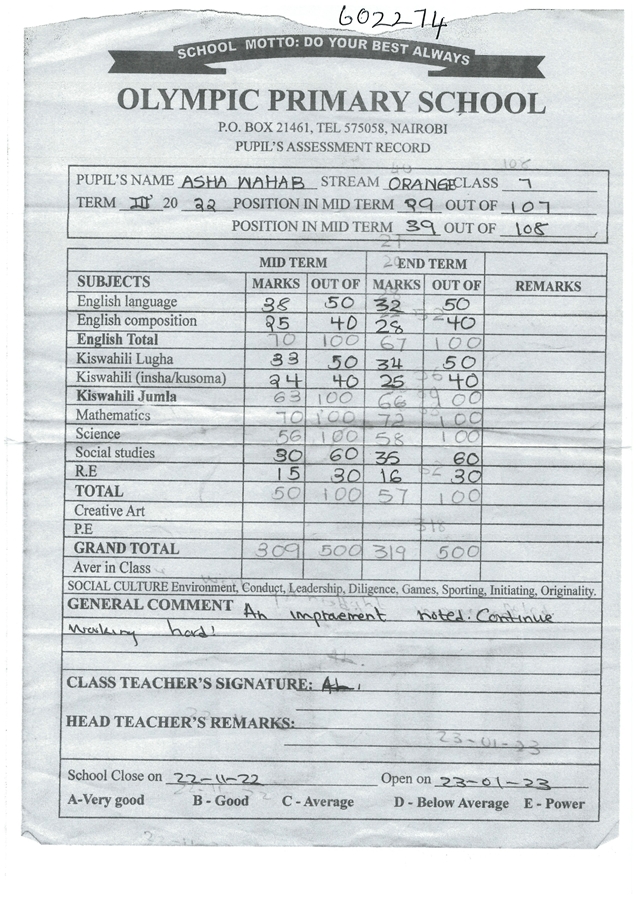 602274
SCHOOL MOTTO: DO YOUR BEST ALWAYS
OLYMPIC PRIMARY SCHOOL
P.O. BOX 21461, TEL 575058, NAIROBI
PUPIL'S ASSESSMENT RECORD
PUPIL'S NAME ASHA WAHAB STREAM ORANGE CLASS 7
TERM III 20 22 POSITION IN MID TERM 39 OUT OF 107
POSITION IN MID TERM 39 OUT OF 108
MID TERM END TERM
SUBJECTS MARKS OUT OF MARKS OUT OF REMARKS
English language 38 50 32 50
English composition 25 40 28 40
English Total 70 100 67 100
Kiswahili Lugha 33 50 34 50
Kiswahili (insha/kusoma) 24 40 25 40
Kiswahili Jumla 63 100 66 100
Mathematics 70 100 72 100
Science 56 100 58 100
Social studies 30 60 35 60
R.E 15 30 16 30
TOTAL 50 100 57 100
Creative Art
P.E
GRAND TOTAL 309 500 319 500
Aver in Class
SOCIAL CULTURE Environment, Conduct, Leadership, Diligence, Games, Sporting, Initiating, Originality.
GENERAL COMMENT An impraement noted. Continue
working hard!
CLASS TEACHER'S SIGNATURE:
HEAD TEACHER'S REMARKS:
School Close on 22-11-22 Open on 23-01-23
A-Very good B - Good C - Average D - Below Average E - Power